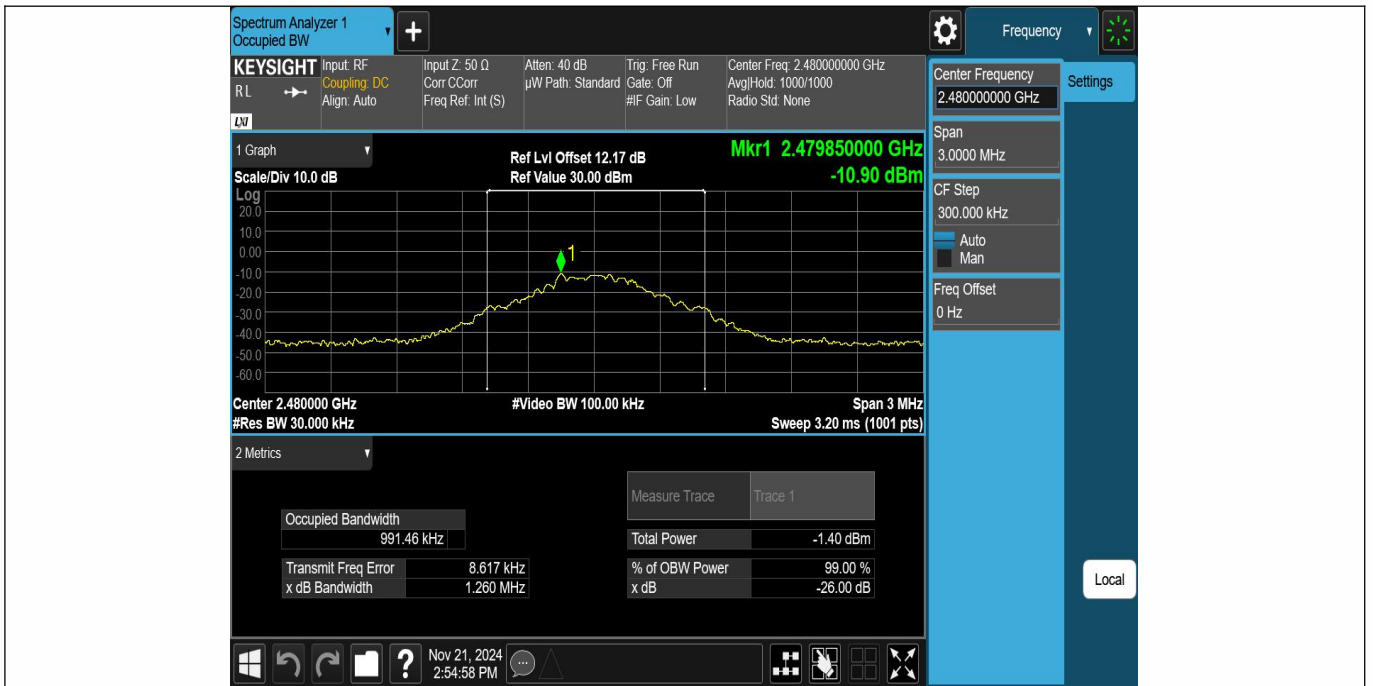 Spectrum Analyzer 1
Occupied BW
+
Frequency
KEYSIGHT
RL
LXI
Input: RF
Coupling: DC
Align: Auto
Input Z: 50 Ω
Corr CCorr
Freq Ref: Int (S)
Atten: 40 dB
µW Path: Standard
Trig: Free Run
Gate: Off
#IF Gain: Low
Center Freq: 2.480000000 GHz
Avg|Hold: 1000/1000
Radio Std: None
Center Frequency
2.480000000 GHz
Settings
Span
3.0000 MHz
CF Step
300.000 kHz
Auto
Man
Freq Offset
0 Hz
Local
1 Graph
Scale/Div 10.0 dB
Ref Lvl Offset 12.17 dB
Ref Value 30.00 dBm
Mkr1 2.479850000 GHz
-10.90 dBm
Log
20.0
10.0
0.00
-10.0
-20.0
-30.0
-40.0
-50.0
-60.0
1
Center 2.480000 GHz
#Video BW 100.00 kHz
Span 3 MHz
#Res BW 30.000 kHz
Sweep 3.20 ms (1001 pts)
2 Metrics
Measure Trace Trace 1
Occupied Bandwidth
991.46 kHz
Total Power -1.40 dBm
Transmit Freq Error 8.617 kHz
% of OBW Power 99.00 %
x dB Bandwidth 1.260 MHz
x dB -26.00 dB
?
Nov 21, 2024
2:54:58 PM